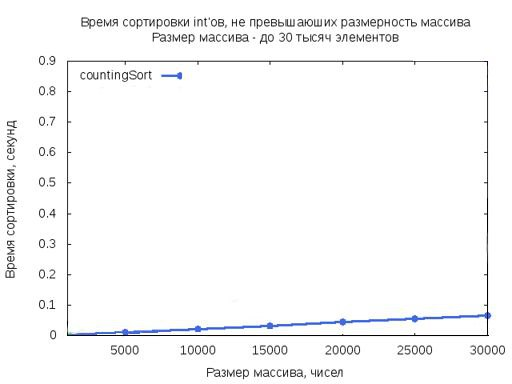 Время сортировки int'ов, не превышаюших размерность массива
Размер массива - до 30 тысяч элементов
countingSort
0.9
0.8
0.7
0.6
0.5
0.4
0.3
0.2
0.1
0
Время сортировки, секунд
5000 10000 15000 20000 25000 30000
Размер массива, чисел